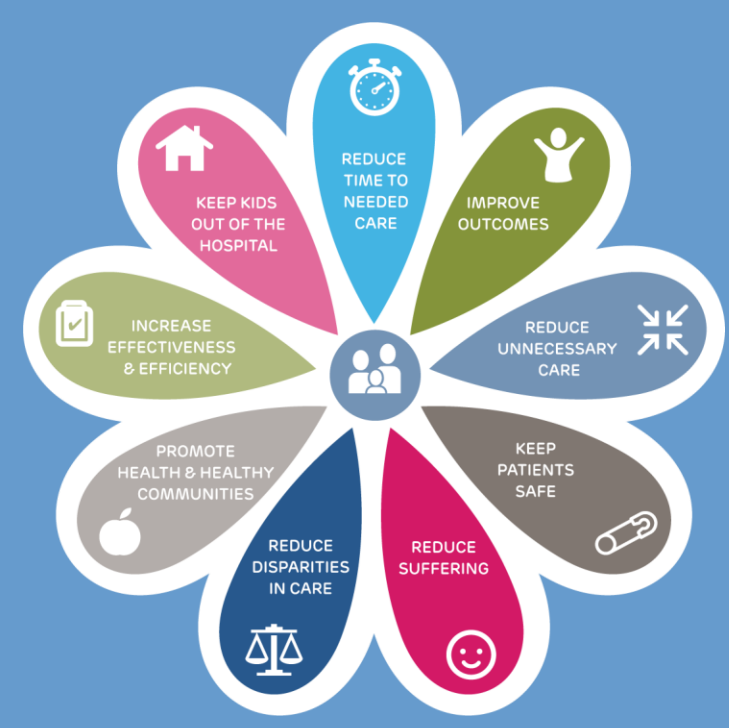 REDUCE
TIME TO
NEEDED
CARE
IMPROVE
OUTCOMES
REDUCE
UNNECESSARY
CARE
KEEP
PATIENTS
SAFE
REDUCE
SUFFERING
REDUCE
DISPARITIES
IN CARE
PROMOTE
HEALTH & HEALTHY
COMMUNITIES
INCREASE
EFFECTIVENESS
& EFFICIENCY
KEEP KIDS
OUT OF THE
HOSPITAL